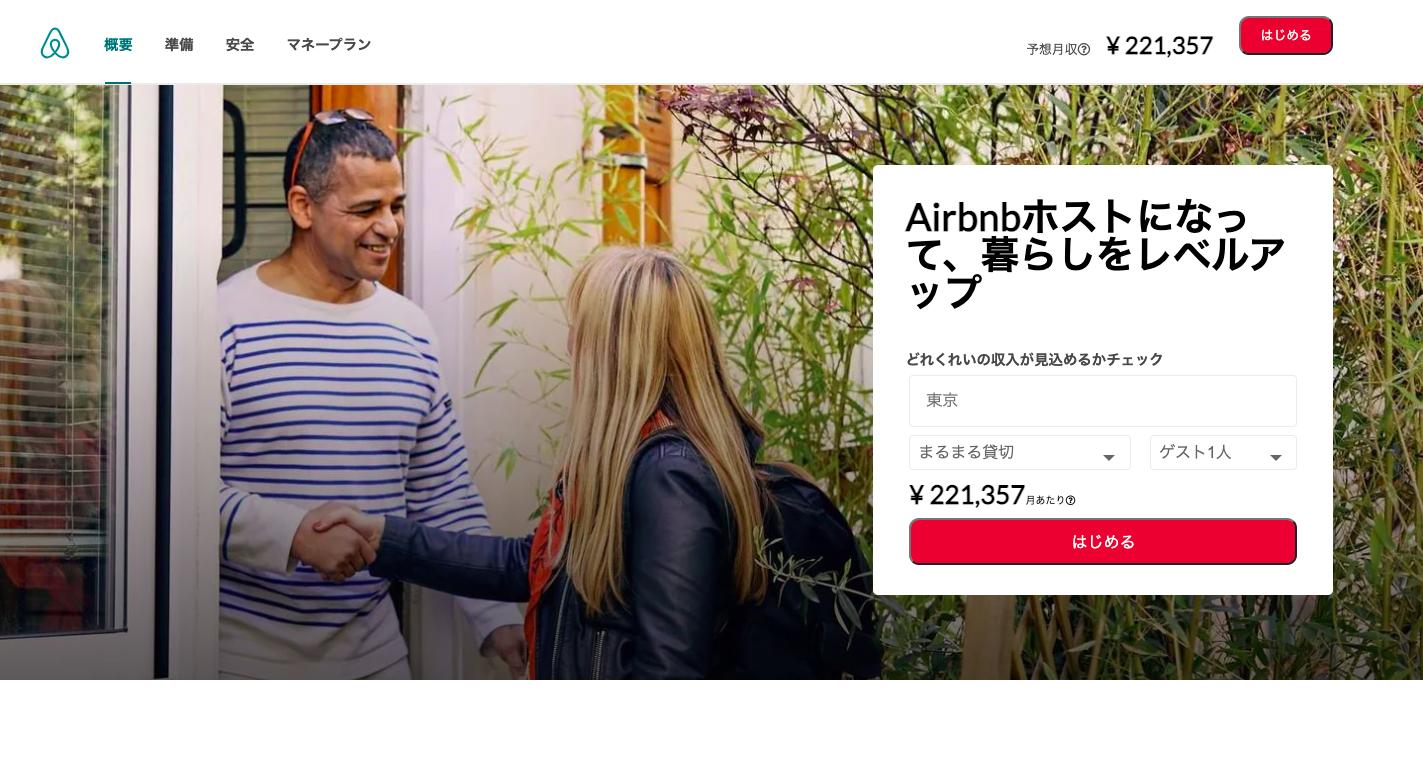 概要 準備 安全 マネープラン
予想月収 ¥ 221,357 はじめる
Airbnbホストになっ
て、暮らしをレベルア
ップ
どれくれいの収入が見込めるかチェック
東京
まるまる貸切 ゲスト1人
¥ 221,357月あたり
はじめる